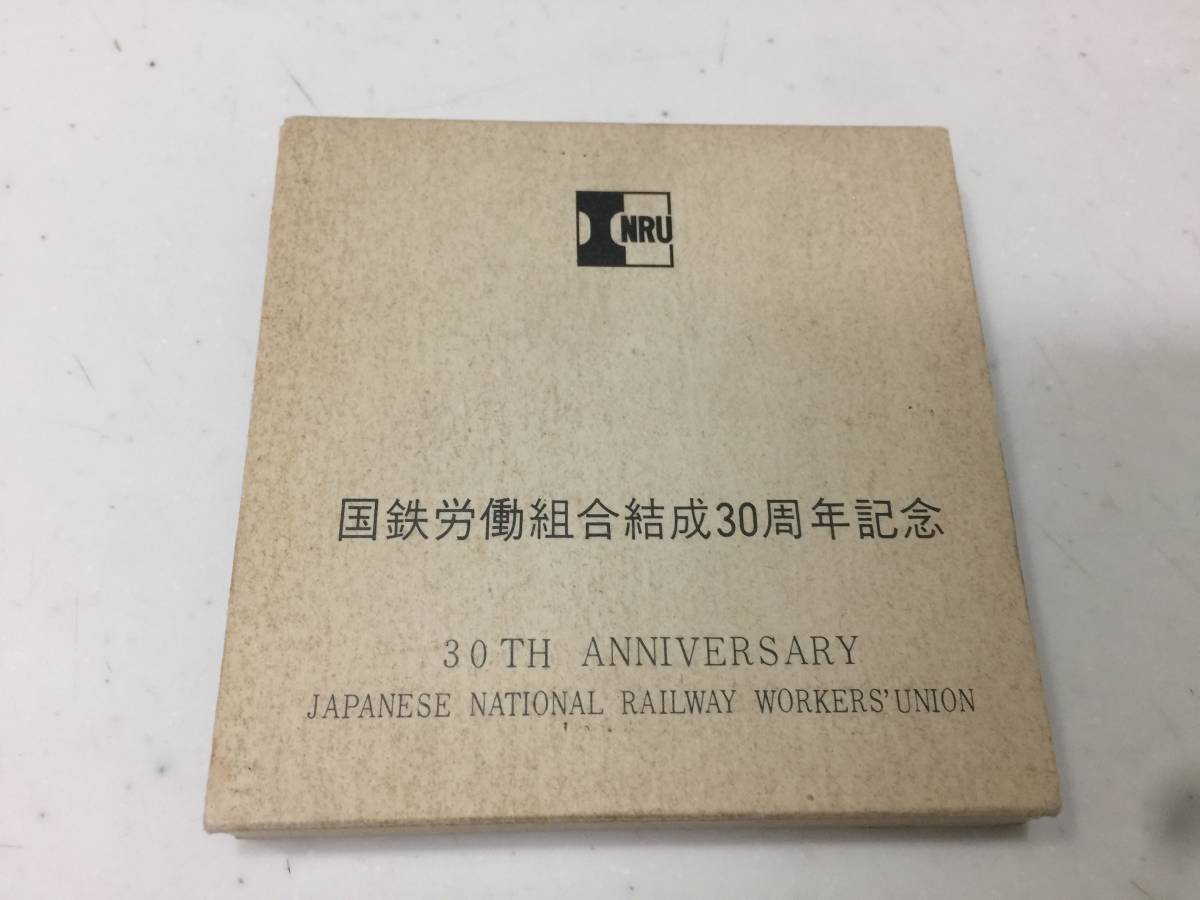 NRU
国鉄労働組合結成30周年記念
30TH ANNIVERSARY
JAPANESE NATIONAL RAILWAY WORKERS' UNION